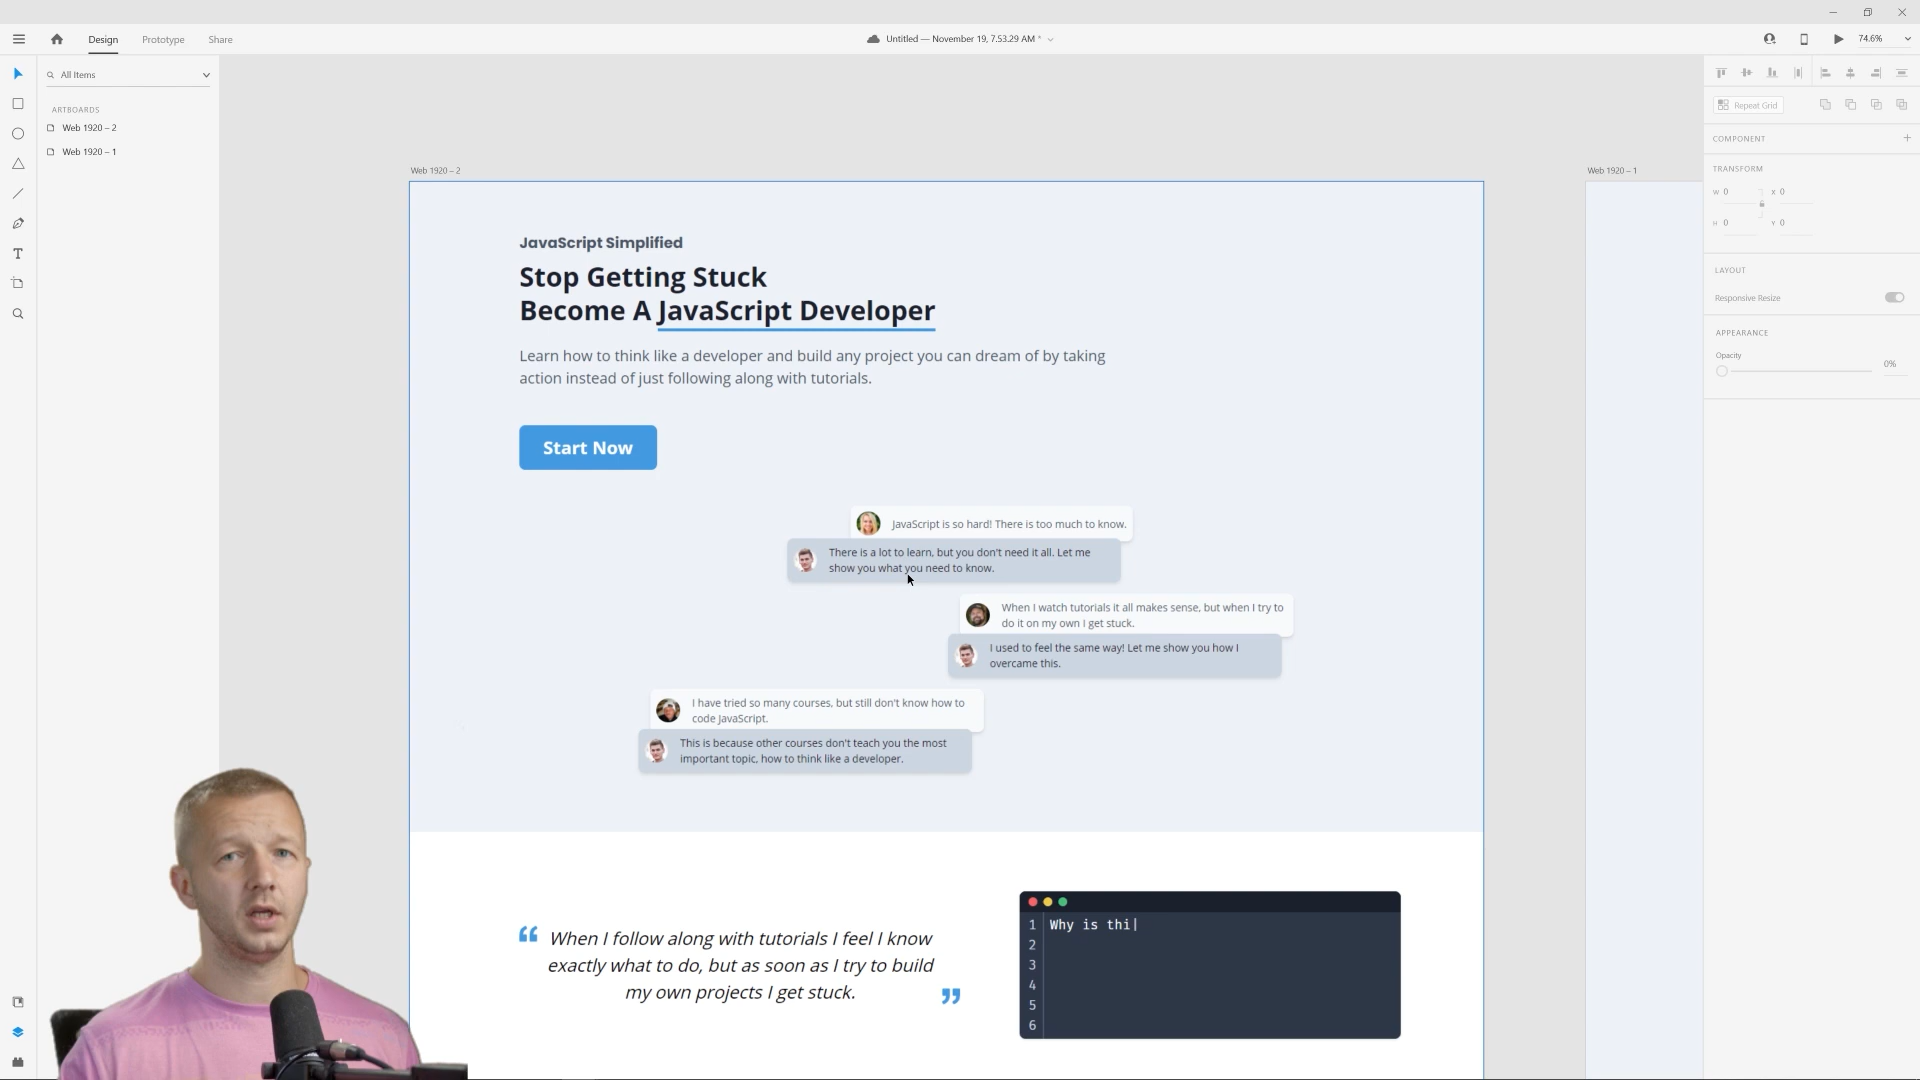 Design
Prototype
Share
Untitled — November 19, 7.53.29 AM *
74.6%
All Items
ARTBOARDS
Web 1920 – 2
Web 1920 – 1
Web 1920 – 2
Web 1920 – 1
JavaScript Simplified
Stop Getting Stuck
Become A JavaScript Developer
Learn how to think like a developer and build any project you can dream of by taking
action instead of just following along with tutorials.
Start Now
JavaScript is so hard! There is too much to know.
There is a lot to learn, but you don't need it all. Let me
show you what you need to know.
When I watch tutorials it all makes sense, but when I try to
do it on my own I get stuck.
I used to feel the same way! Let me show you how I
overcame this.
I have tried so many courses, but still don't know how to
code JavaScript.
This is because other courses don't teach you the most
important topic, how to think like a developer.
“ When I follow along with tutorials I feel I know
exactly what to do, but as soon as I try to build
my own projects I get stuck. ”
1 Why is thi|
2
3
4
5
6
Repeat Grid
COMPONENT
TRANSFORM
W 0 X 0
H 0 Y 0
LAYOUT
Responsive Resize
APPEARANCE
Opacity
0%